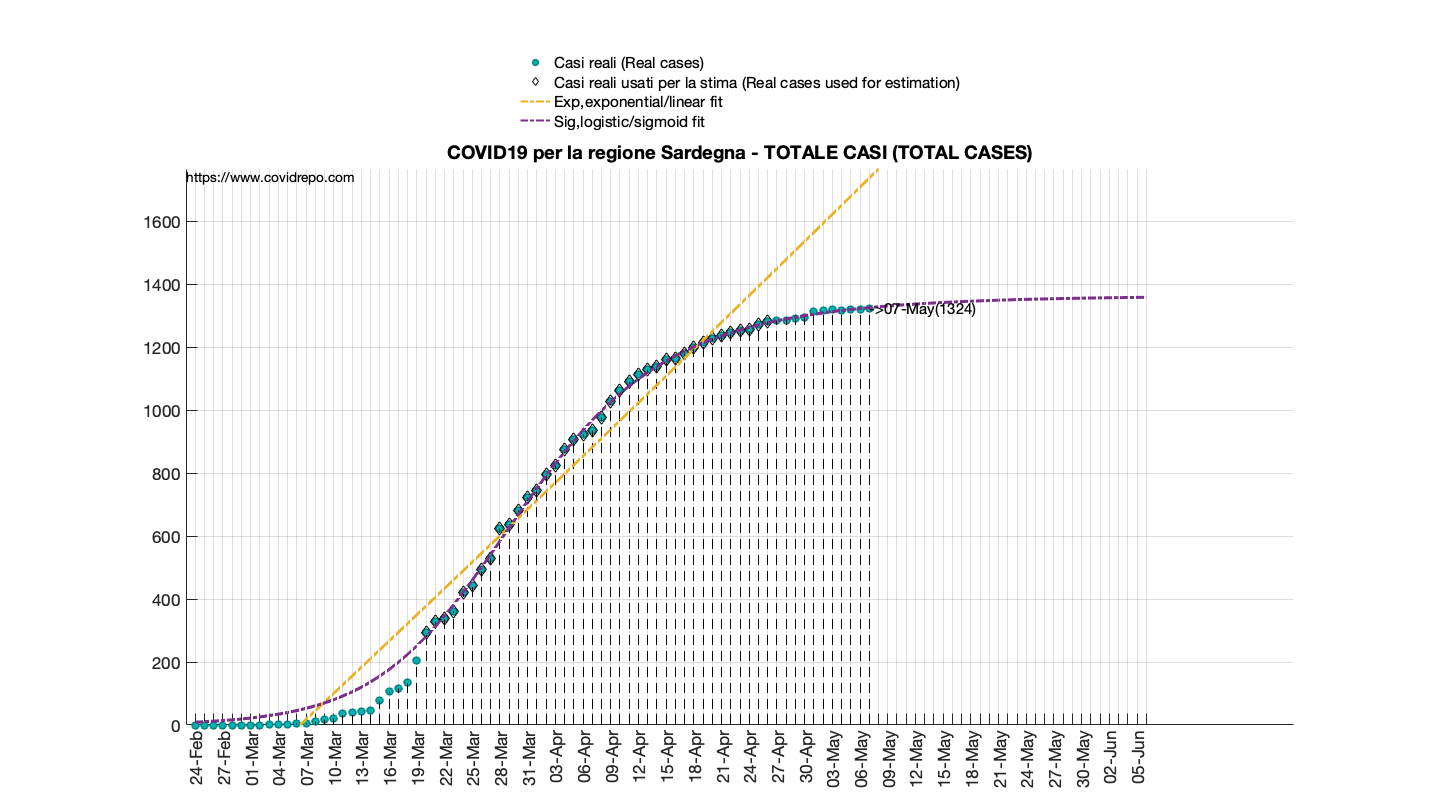 Casi reali (Real cases)
Casi reali usati per la stima (Real cases used for estimation)
Exp,exponential/linear fit
Sig,logistic/sigmoid fit
COVID19 per la regione Sardegna - TOTALE CASI (TOTAL CASES)
https://www.covidrepo.com
1600
1400
>07-May(1324)
1200
1000
800
600
400
200
0
24-Feb
27-Feb
01-Mar
04-Mar
07-Mar
10-Mar
13-Mar
16-Mar
19-Mar
22-Mar
25-Mar
28-Mar
31-Mar
03-Apr
06-Apr
09-Apr
12-Apr
15-Apr
18-Apr
21-Apr
24-Apr
27-Apr
30-Apr
03-May
06-May
09-May
12-May
15-May
18-May
21-May
24-May
27-May
30-May
02-Jun
05-Jun